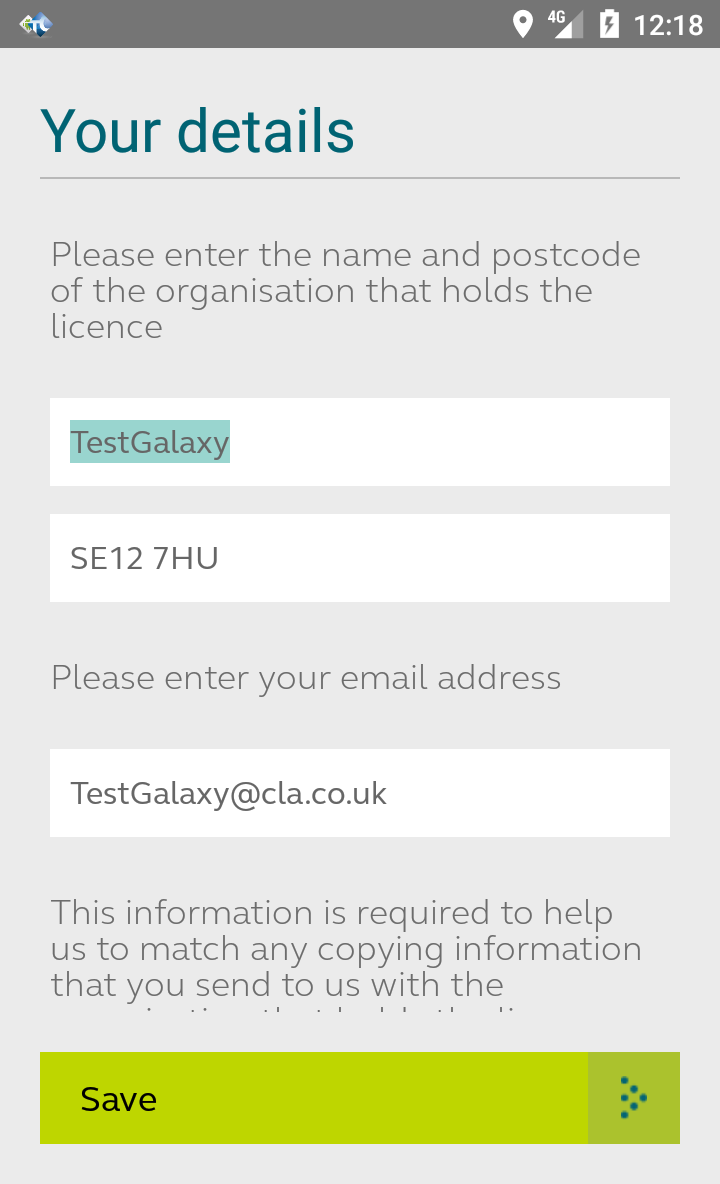 4G 12:18
Your details
Please enter the name and postcode
of the organisation that holds the
licence
TestGalaxy
SE12 7HU
Please enter your email address
TestGalaxy@cla.co.uk
This information is required to help
us to match any copying information
that you send to us with the
Save